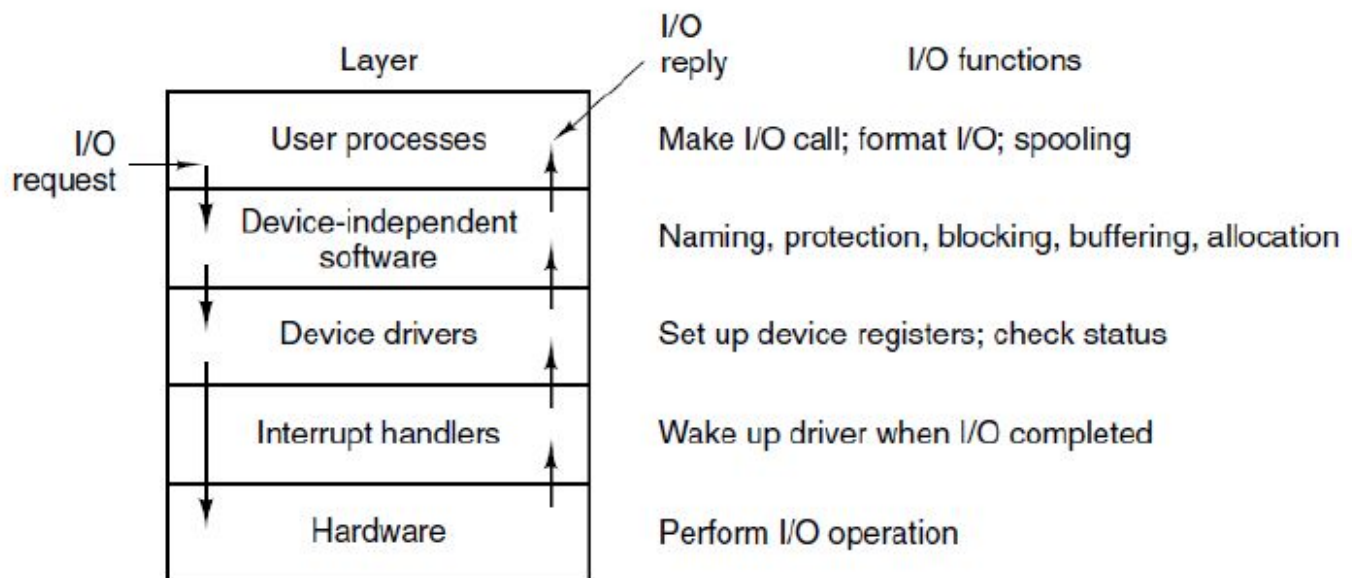 Layer
I/O
reply
I/O functions
I/O
request
User processes
Make I/O call; format I/O; spooling
Device-independent
software
Naming, protection, blocking, buffering, allocation
Device drivers
Set up device registers; check status
Interrupt handlers
Wake up driver when I/O completed
Hardware
Perform I/O operation